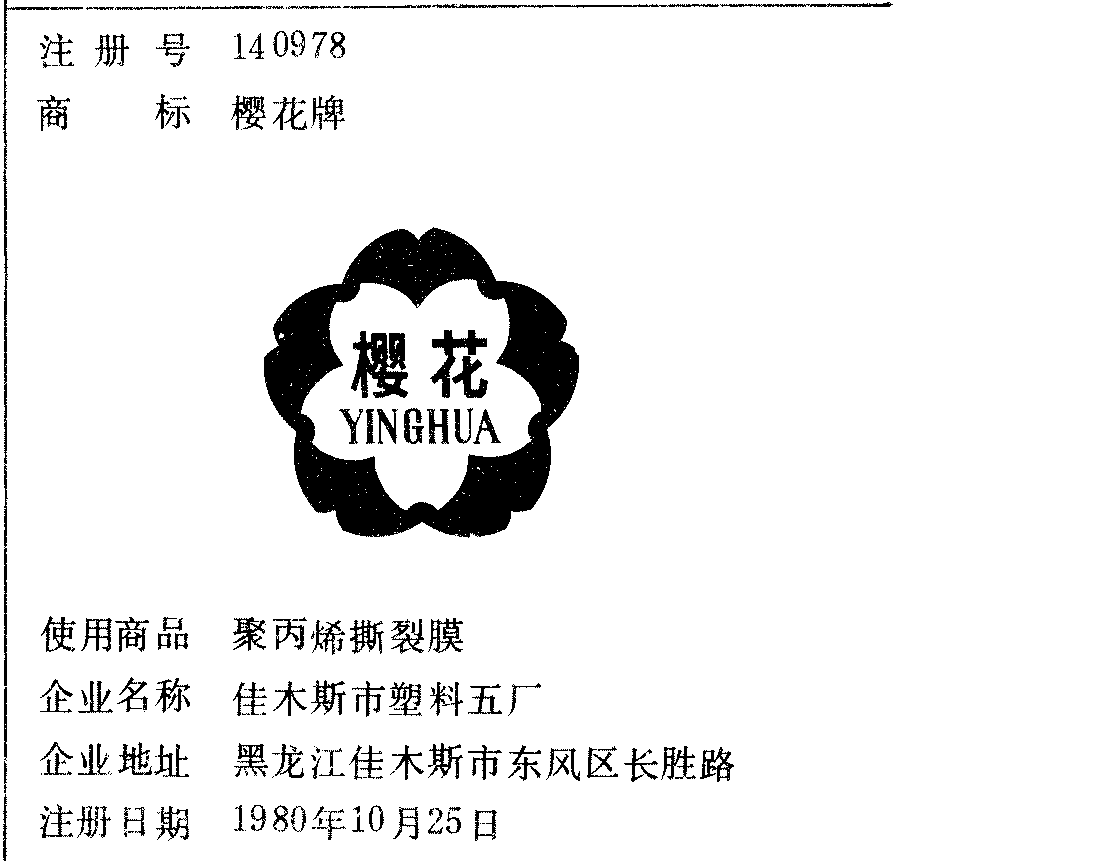 注册号 140978
商标 樱花牌
樱花
YINGHUA
使用商品 聚丙烯撕裂膜
企业名称 佳木斯市塑料五厂
企业地址 黑龙江佳木斯市东风区长胜路
注册日期 1980年10月25日